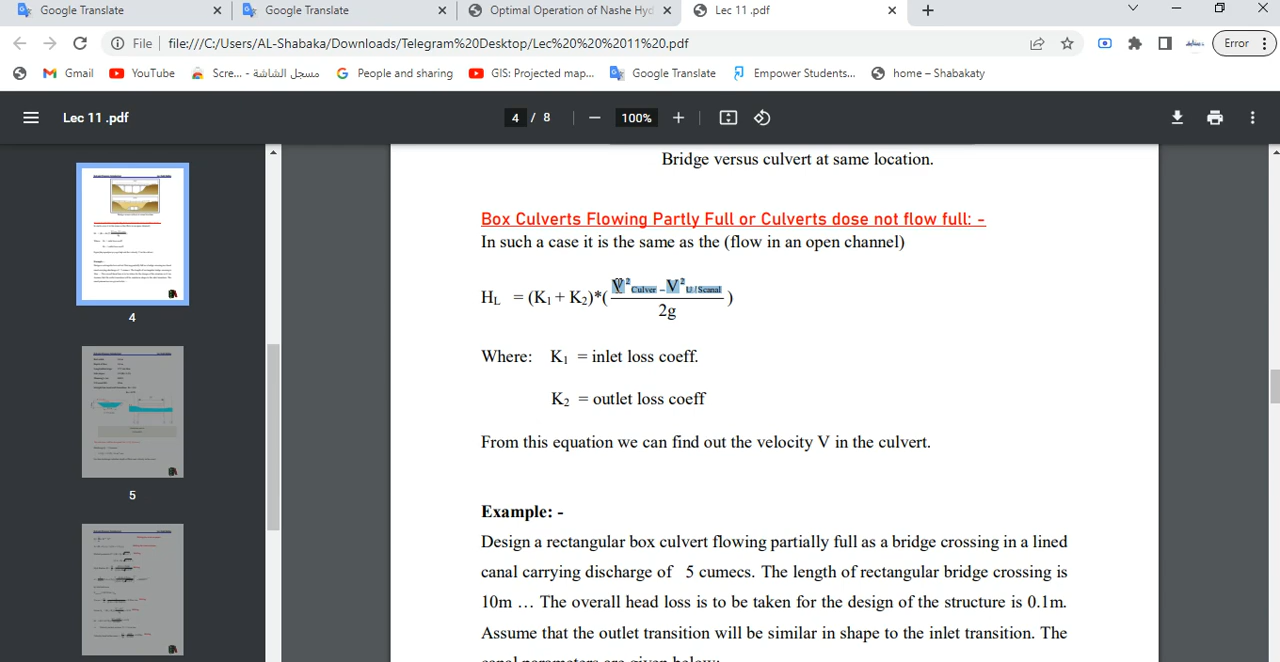 Google Translate
Google Translate
Optimal Operation of Nashe Hyd
Lec 11 .pdf
File
file:///C:/Users/AL-Shabaka/Downloads/Telegram%20Desktop/Lec%20%20%2011%20.pdf
Error
Gmail
YouTube
Scre... - مسجل الشاشة
People and sharing
GIS: Projected map...
Google Translate
Empower Students...
home – Shabakaty
Lec 11 .pdf
4 / 8
100%
4
5
Bridge versus culvert at same location.
Box Culverts Flowing Partly Full or Culverts dose not flow full: -
In such a case it is the same as the (flow in an open channel)
V² Culver – V² U/Scanal
HL = (K1 + K2)*( )
2g
Where: K1 = inlet loss coeff.
K2 = outlet loss coeff
From this equation we can find out the velocity V in the culvert.
Example: -
Design a rectangular box culvert flowing partially full as a bridge crossing in a lined
canal carrying discharge of 5 cumecs. The length of rectangular bridge crossing is
10m … The overall head loss is to be taken for the design of the structure is 0.1m.
Assume that the outlet transition will be similar in shape to the inlet transition. The
canal parameters are given below: